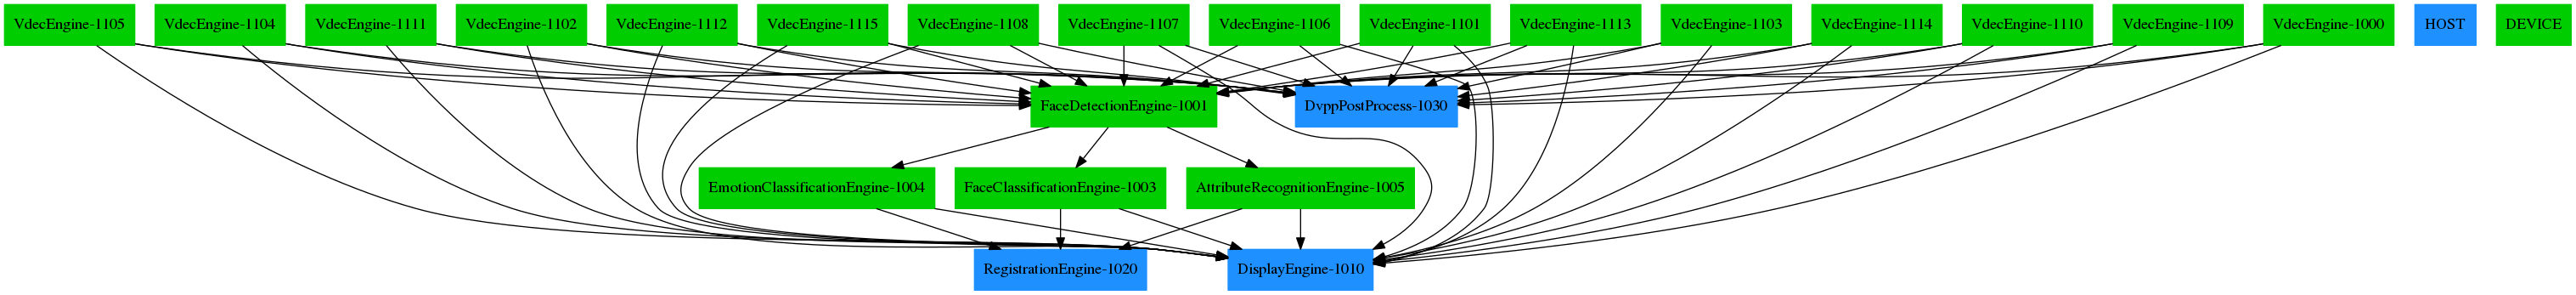 VdecEngine-1105
VdecEngine-1104
VdecEngine-1111
VdecEngine-1102
VdecEngine-1112
VdecEngine-1115
VdecEngine-1108
VdecEngine-1107
VdecEngine-1106
VdecEngine-1101
VdecEngine-1113
VdecEngine-1103
VdecEngine-1114
VdecEngine-1110
VdecEngine-1109
VdecEngine-1000
HOST
DEVICE
FaceDetectionEngine-1001
DvppPostProcess-1030
EmotionClassificationEngine-1004
FaceClassificationEngine-1003
AttributeRecognitionEngine-1005
RegistrationEngine-1020
DisplayEngine-1010